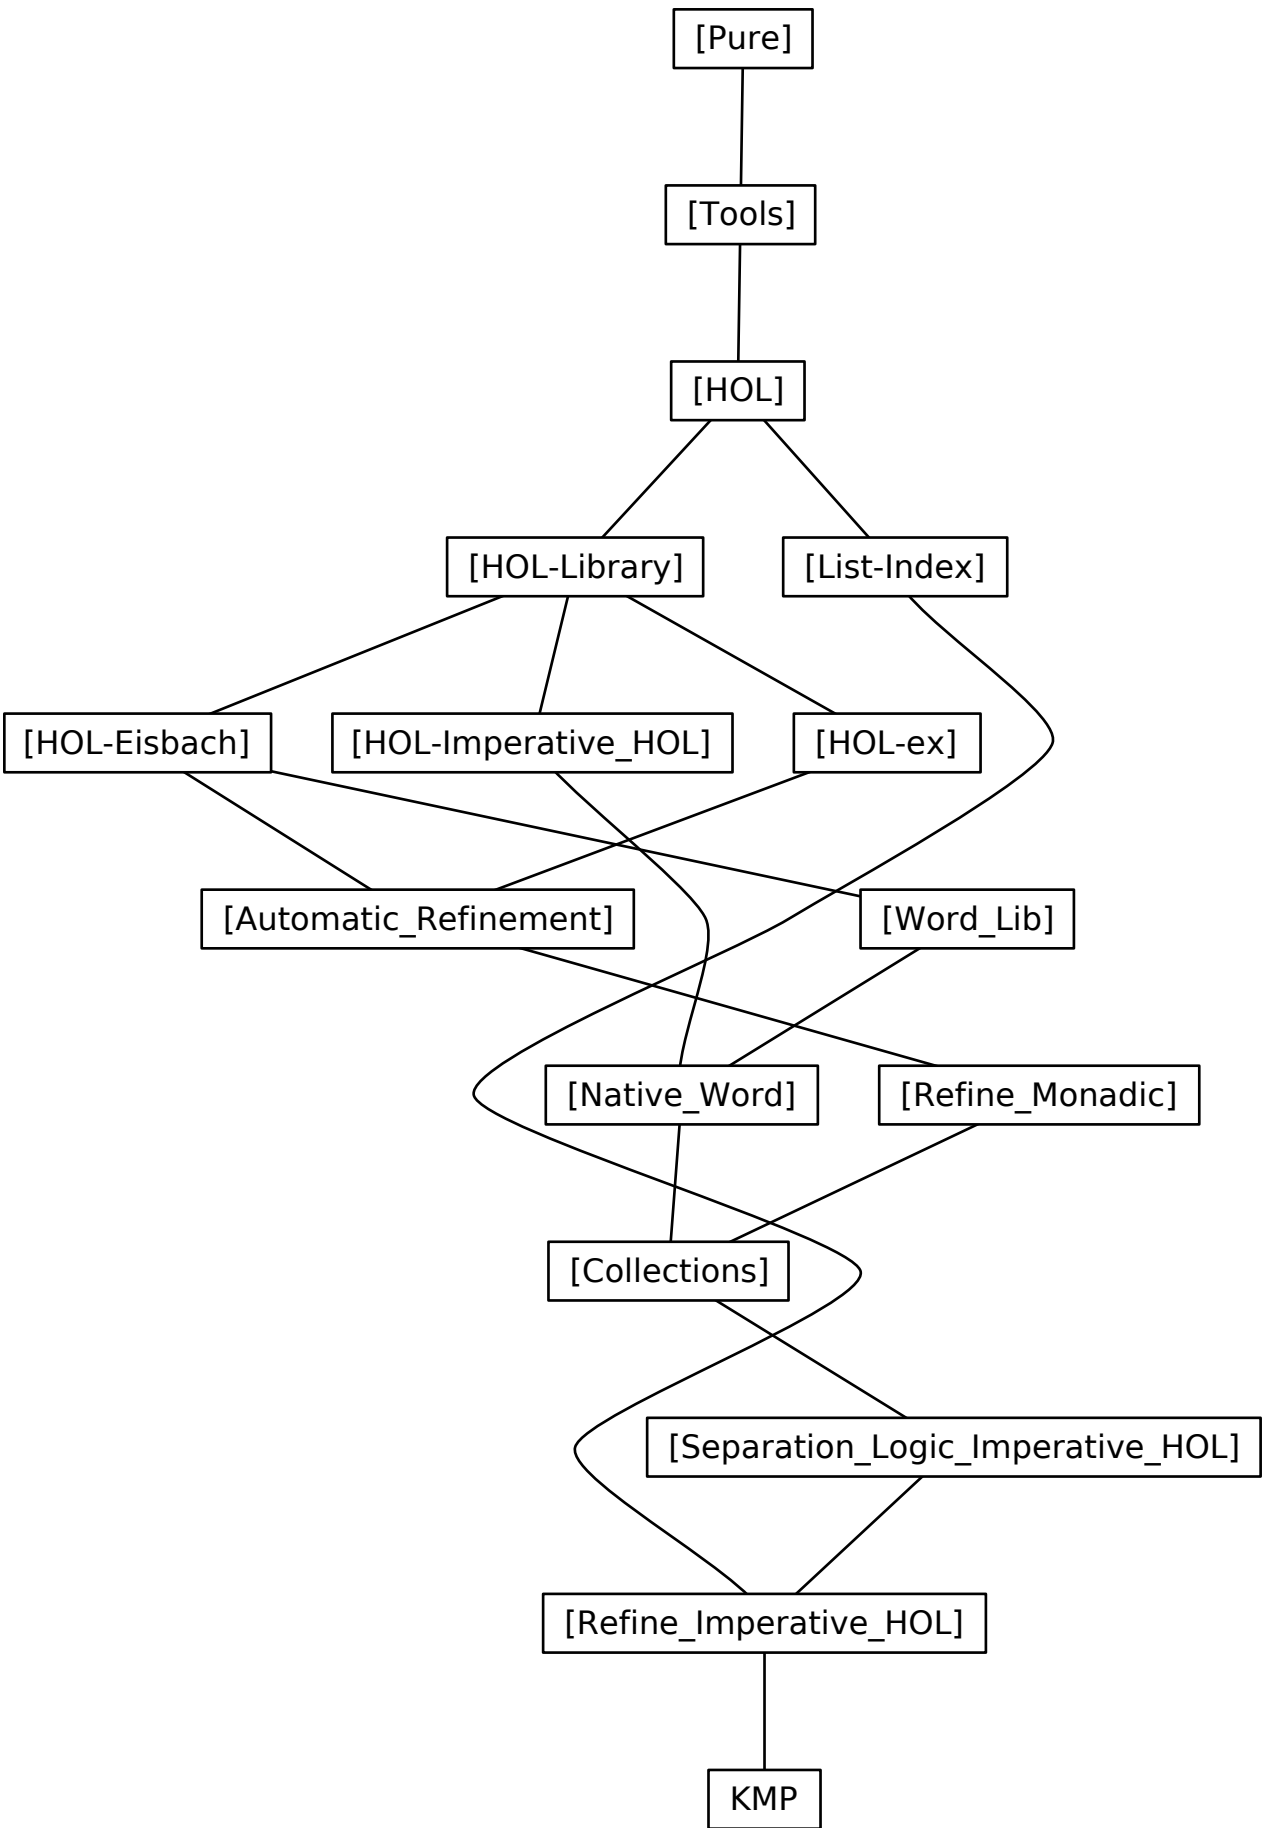 [Pure]
[Tools]
[HOL]
[HOL-Library]
[List-Index]
[HOL-Eisbach]
[HOL-Imperative_HOL]
[HOL-ex]
[Automatic_Refinement]
[Word_Lib]
[Native_Word]
[Refine_Monadic]
[Collections]
[Separation_Logic_Imperative_HOL]
[Refine_Imperative_HOL]
KMP